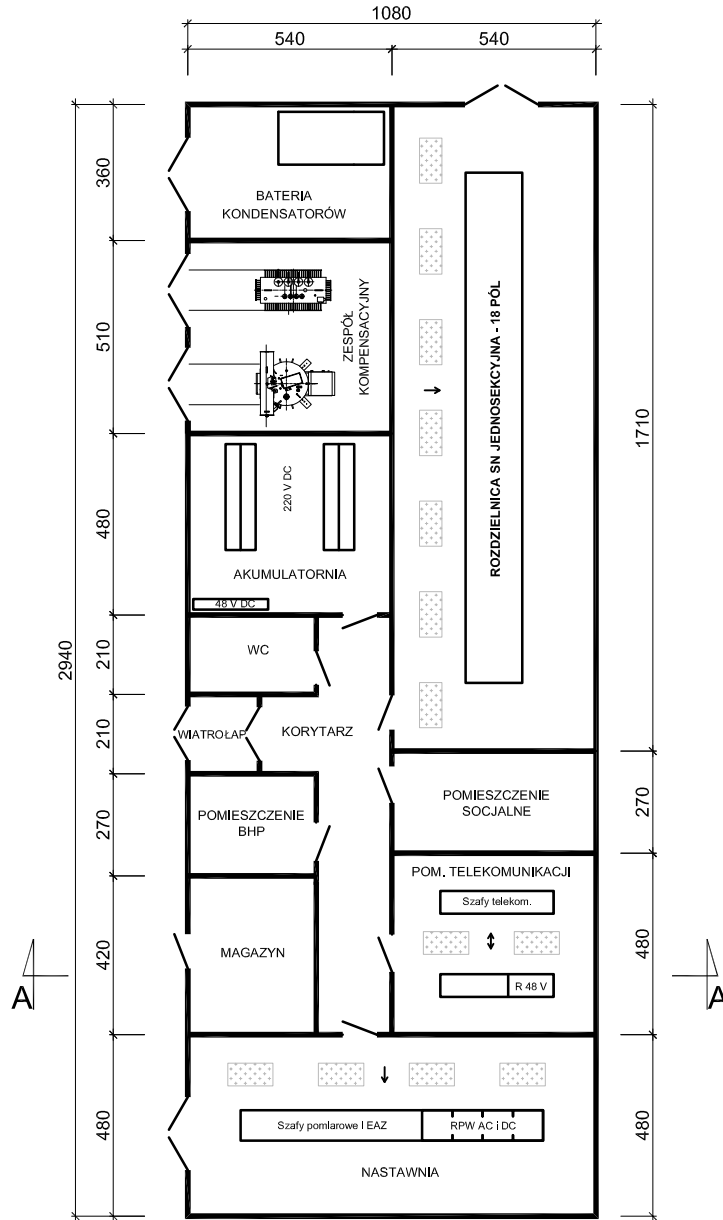 1080
540
540
360
BATERIA
KONDENSATORÓW
510
ZESPÓŁ
KOMPENSACYJNY
ROZDZIELNICA SN JEDNOSEKCYJNA - 18 PÓL
1710
480
220 V DC
AKUMULATORNIA
48 V DC
2940
210
WC
210
WIATROŁAP
KORYTARZ
270
POMIESZCZENIE
BHP
POMIESZCZENIE
SOCJALNE
270
POM. TELEKOMUNIKACJI
Szafy telekom.
420
MAGAZYN
480
R 48 V
A
A
480
Szafy pomiarowe I EAZ
RPW AC i DC
480
NASTAWNIA